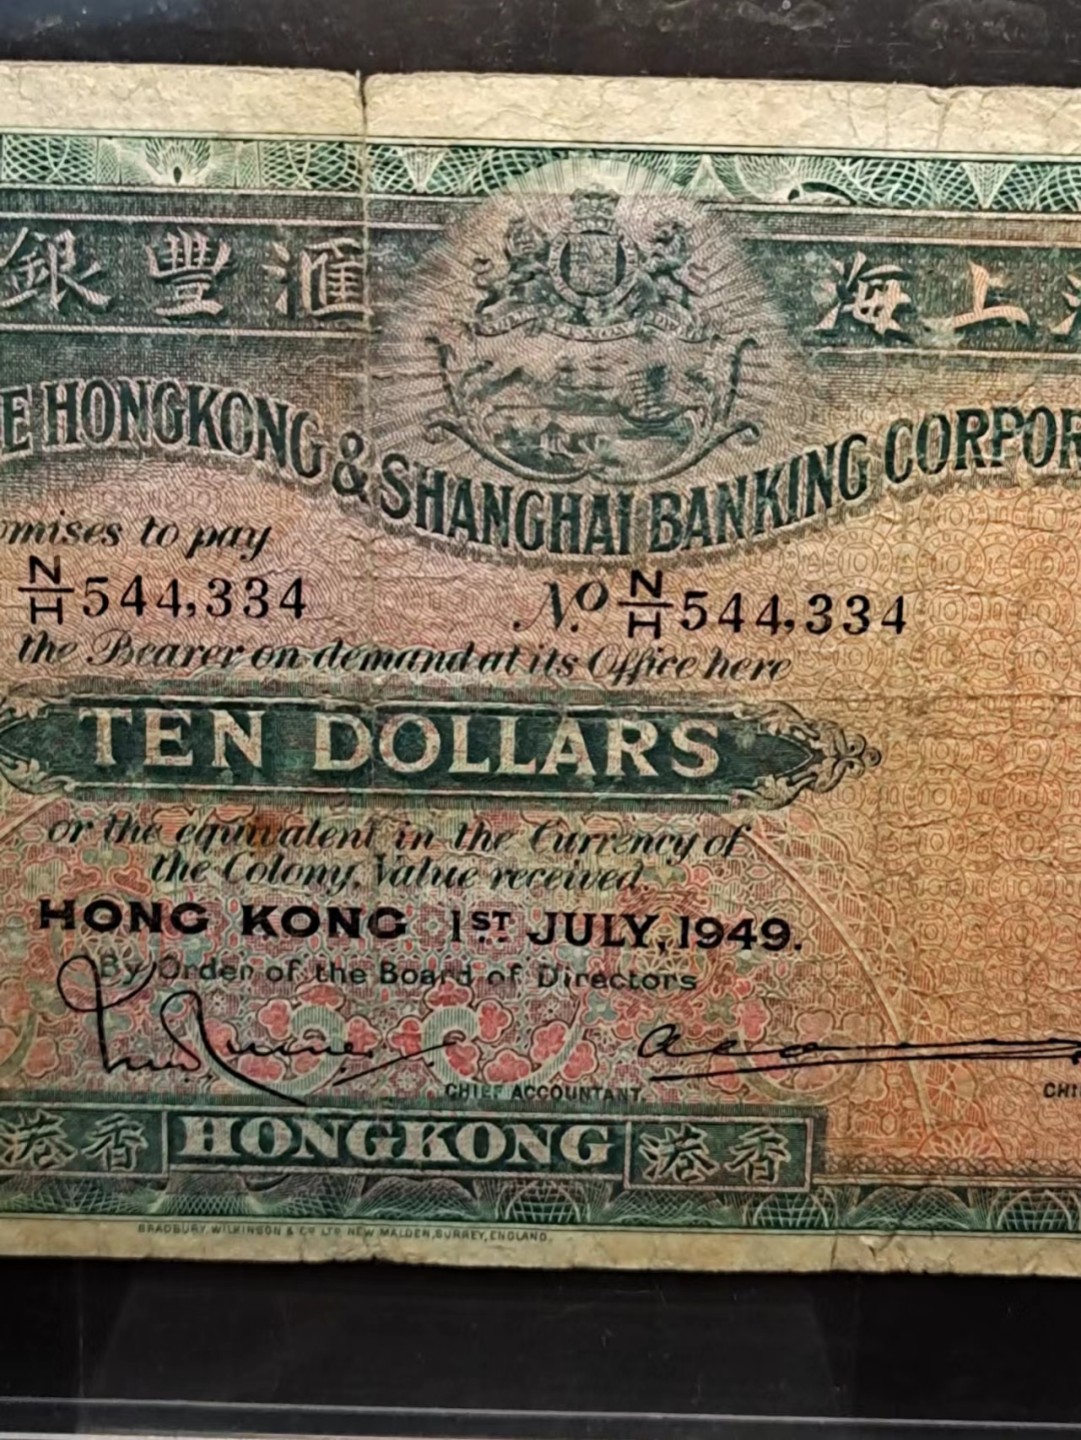 銀豐滙 海上
E HONGKONG & SHANGHAI BANKING CORPOR
mises to pay
N/H 544,334 No. N/H 544,334
the Bearer on demand at its Office here
TEN DOLLARS
or the equivalent in the Currency of
the Colony, Value received.
HONG KONG 1ST JULY, 1949.
By Order of the Board of Directors
CHIEF ACCOUNTANT. CHI
港香 HONGKONG 港香
BRADBURY, WILKINSON & Co LTD NEW MALDEN, SURREY, ENGLAND.